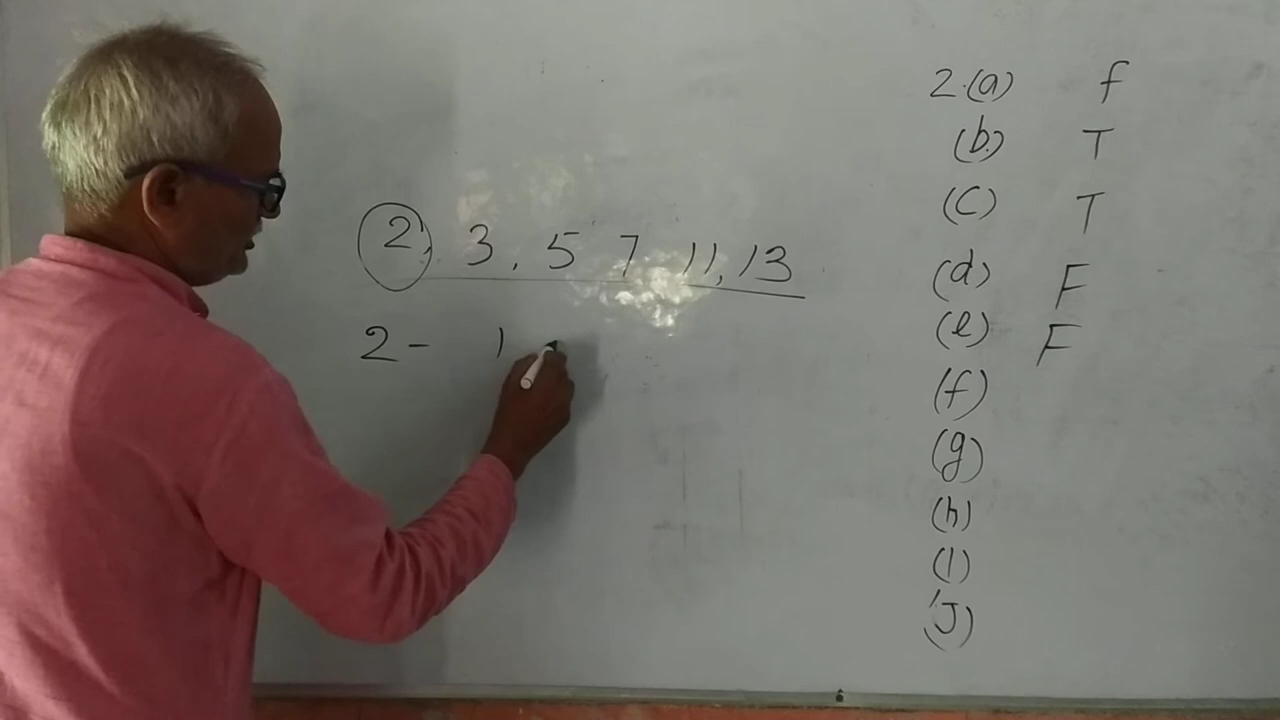 2, 3, 5 7 11, 13
2 - 1
2.(a) f
(b) T
(c) T
(d) F
(e) F
(f)
(g)
(h)
(i)
(J)